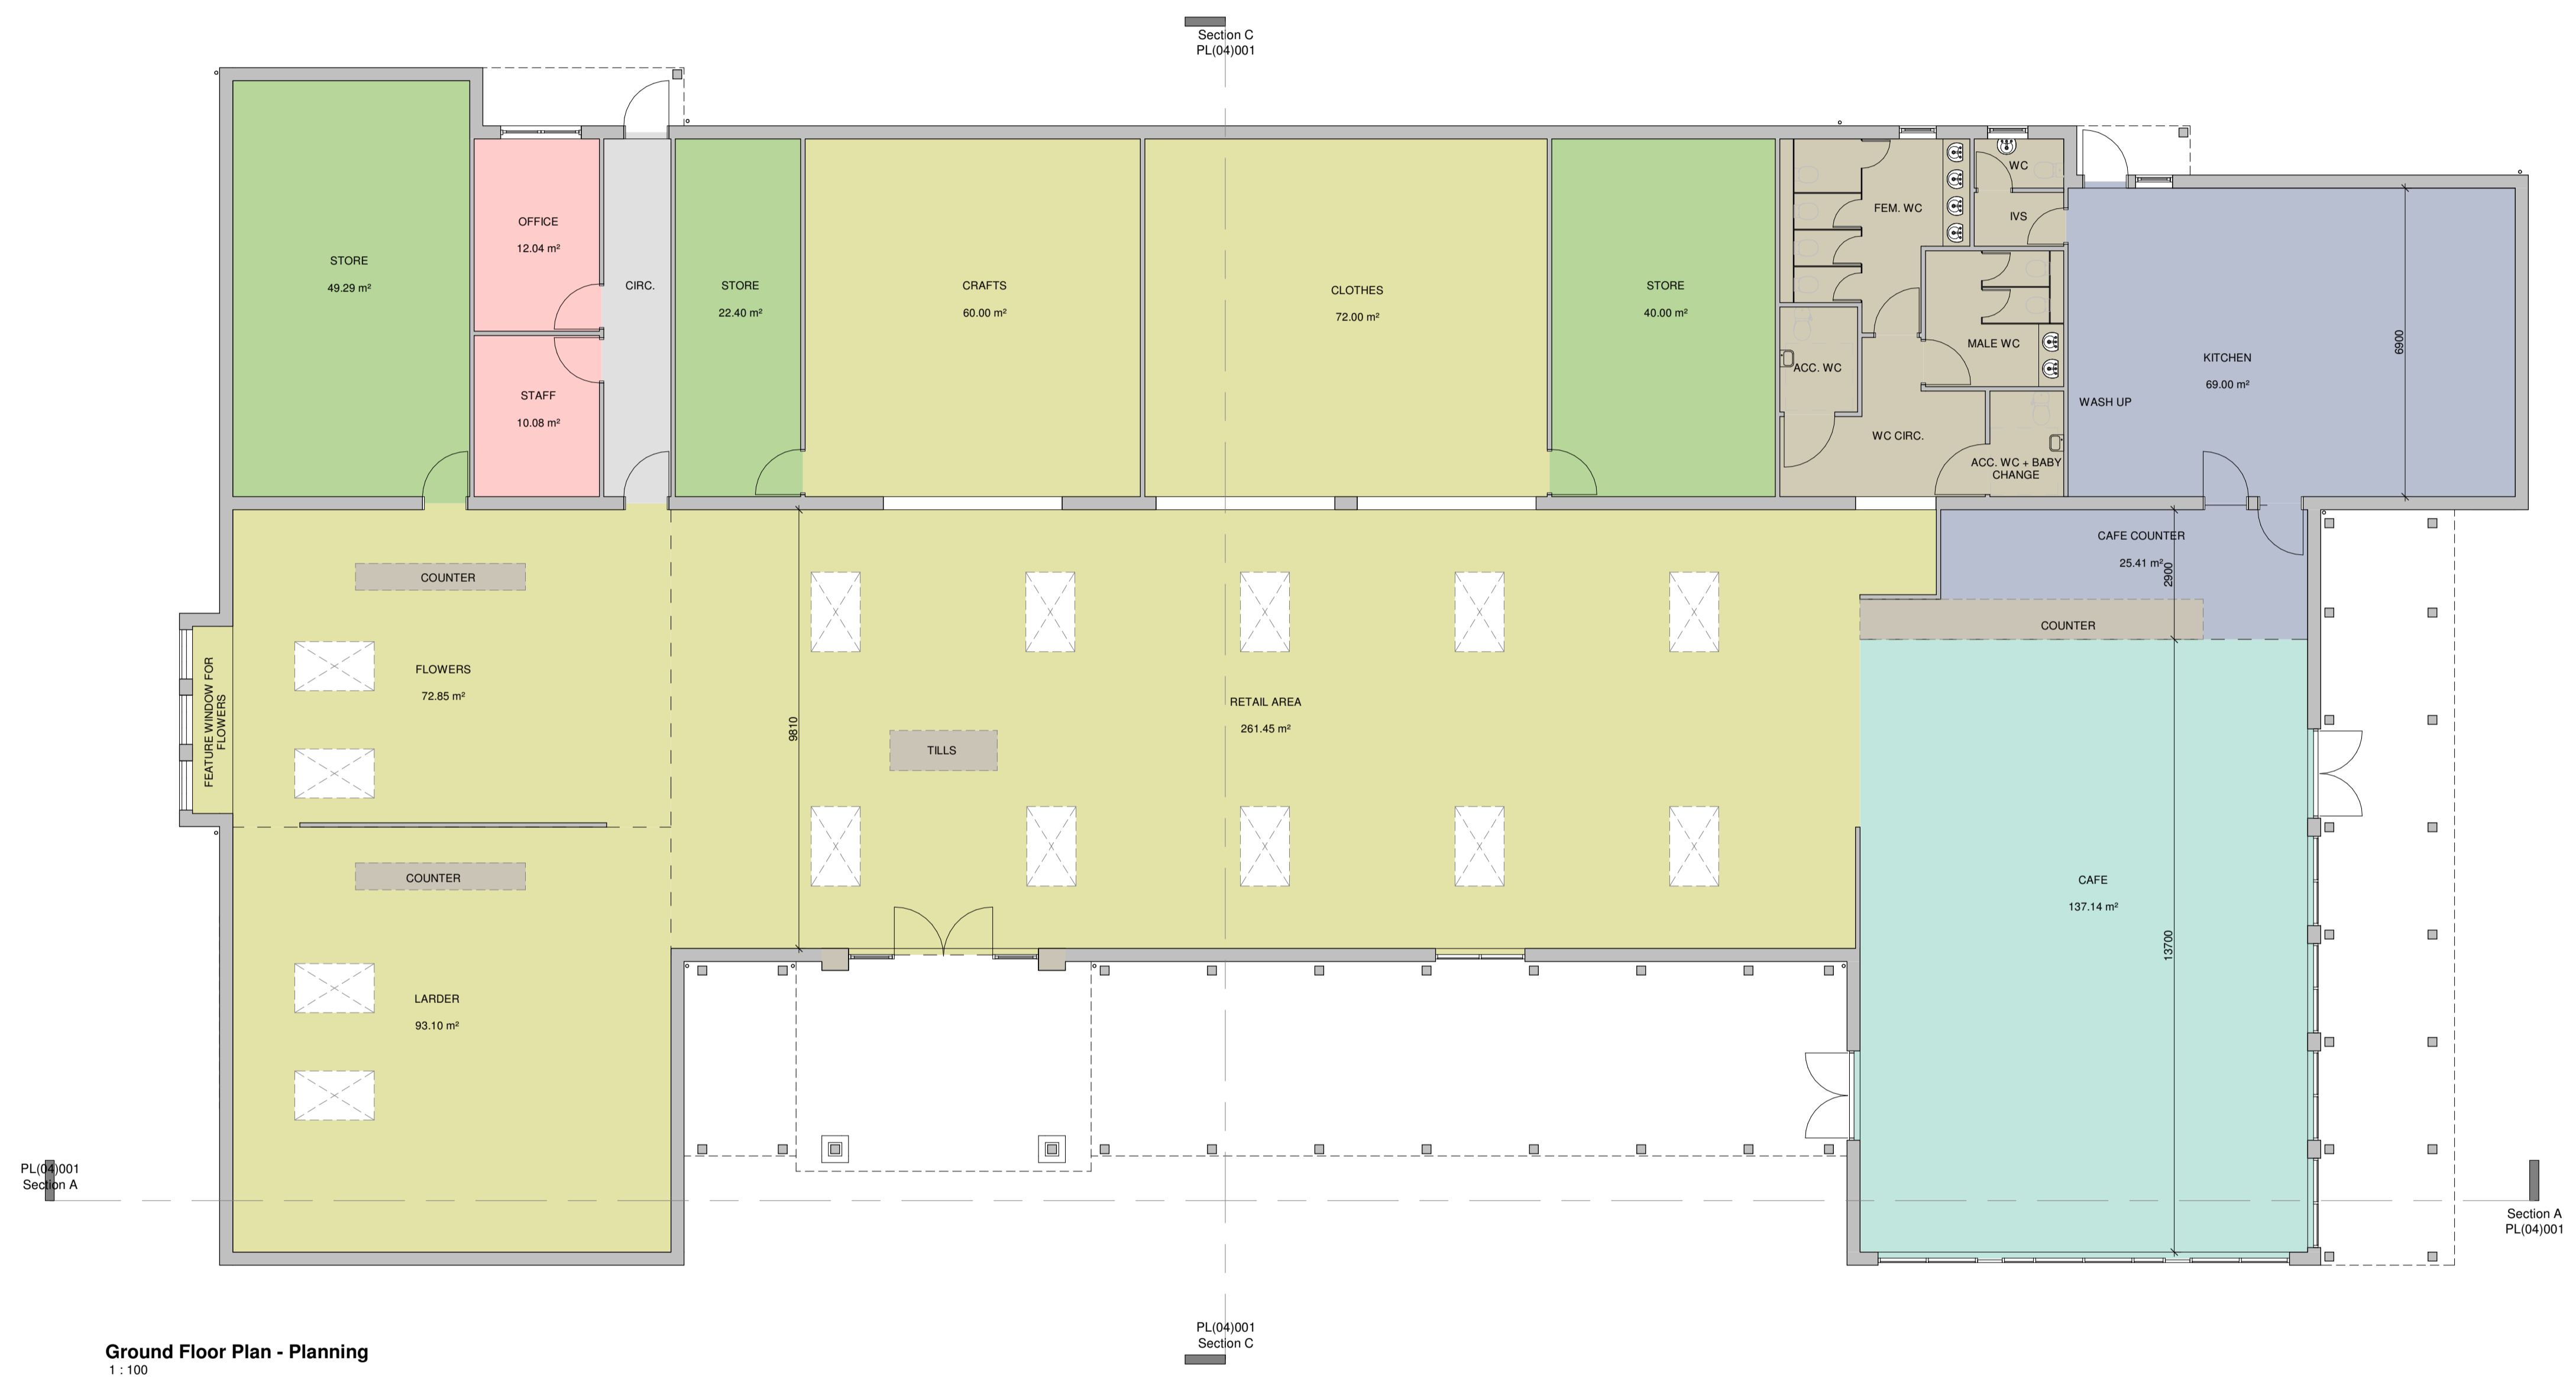 Section C
PL(04)001
OFFICE
12.04 m²
STORE
49.29 m²
CIRC.
STORE
22.40 m²
CRAFTS
60.00 m²
CLOTHES
72.00 m²
STORE
40.00 m²
WC
FEM. WC
IVS
MALE WC
ACC. WC
WC CIRC.
ACC. WC + BABY
CHANGE
KITCHEN
69.00 m²
WASH UP
6900
STAFF
10.08 m²
CAFE COUNTER
25.41 m²
2900
COUNTER
COUNTER
FLOWERS
72.85 m²
FEATURE WINDOW FOR
FLOWERS
9810
TILLS
RETAIL AREA
261.45 m²
COUNTER
CAFE
137.14 m²
13700
LARDER
93.10 m²
PL(04)001
Section A
Section A
PL(04)001
PL(04)001
Section C
Ground Floor Plan - Planning
1 : 100